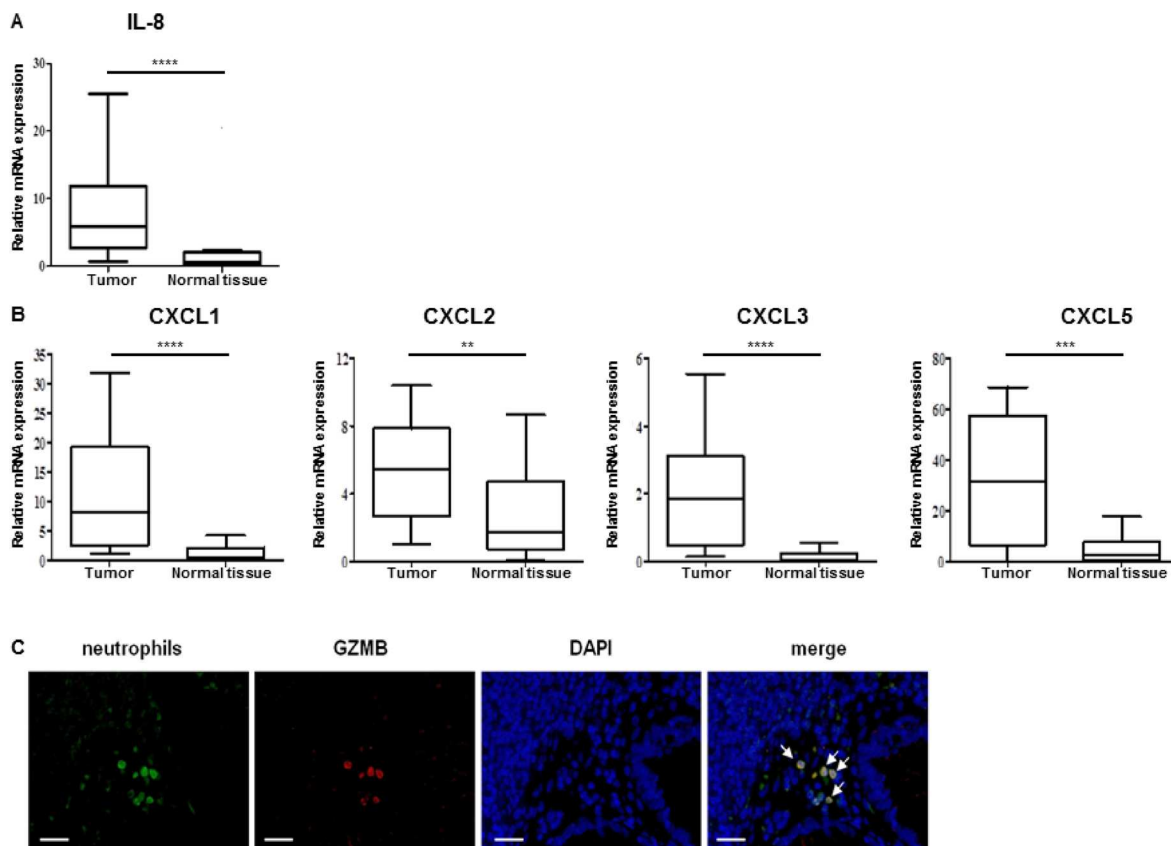 A
IL-8
****
Relative mRNA expression
30
20
10
0
Tumor
Normal tissue
B
CXCL1
****
Relative mRNA expression
35
30
25
20
15
10
5
0
Tumor
Normal tissue
CXCL2
**
Relative mRNA expression
12
8
4
0
Tumor
Normal tissue
CXCL3
****
Relative mRNA expression
6
4
2
0
Tumor
Normal tissue
CXCL5
***
Relative mRNA expression
80
60
40
20
0
Tumor
Normal tissue
C
neutrophils
GZMB
DAPI
merge